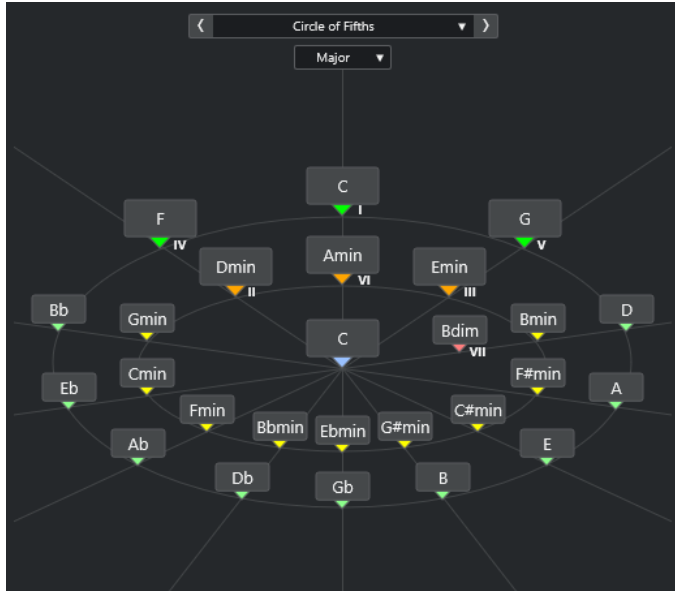 Circle of Fifths
Major
C
I
F
IV
G
V
Amin
VI
Dmin
II
Emin
III
Bb
D
Gmin
Bmin
Bdim
VII
C
Cmin
F#min
Eb
A
Fmin
C#min
Bbmin
Ebmin
G#min
Ab
E
Db
Gb
B